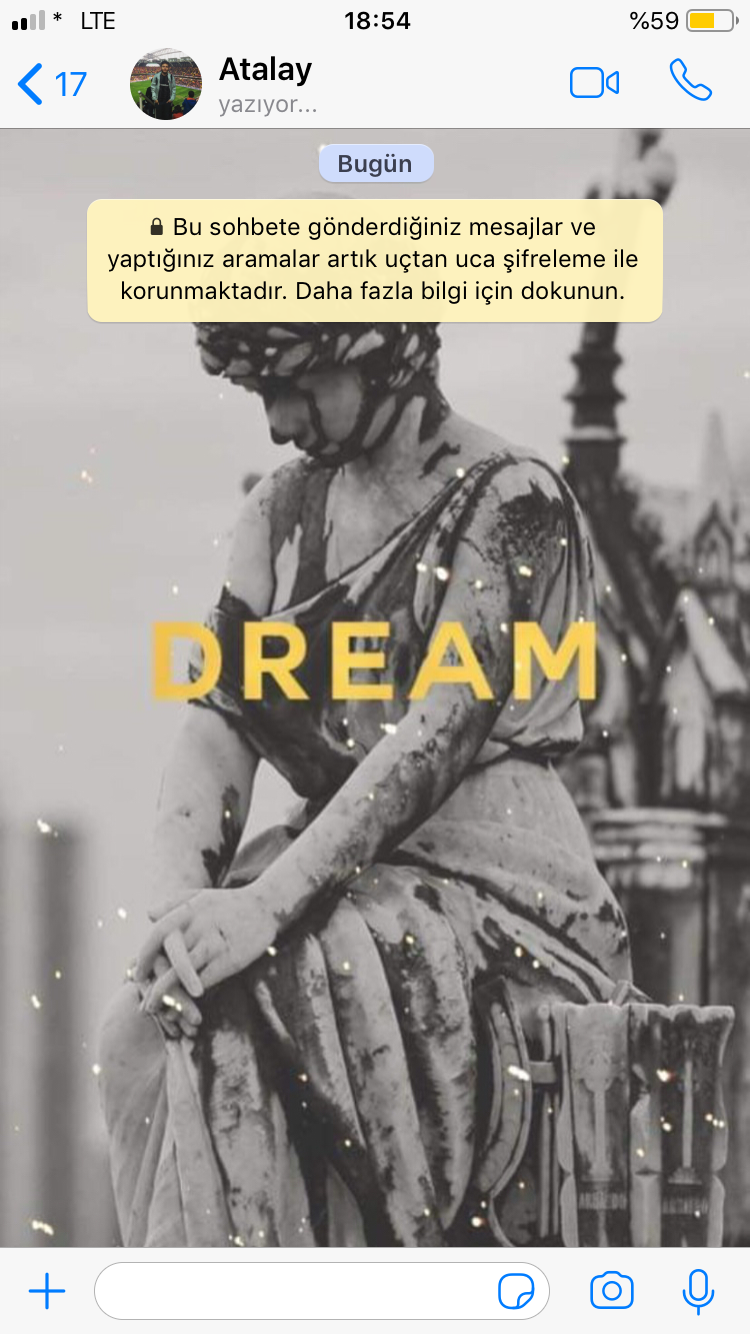 * LTE 18:54 %59
17 Atalay
yazıyor...
Bugün
Bu sohbete gönderdiğiniz mesajlar ve
yaptığınız aramalar artık uçtan uca şifreleme ile
korunmaktadır. Daha fazla bilgi için dokunun.
DREAM